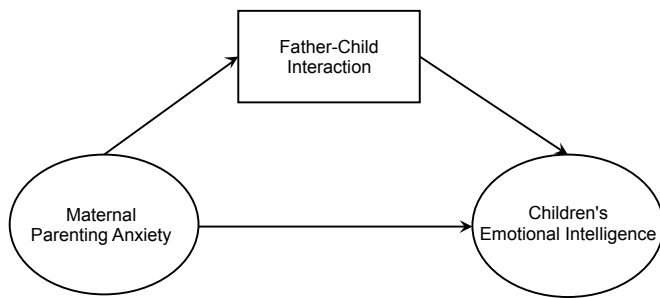 Father-Child
Interaction
Maternal
Parenting Anxiety
Children's
Emotional Intelligence